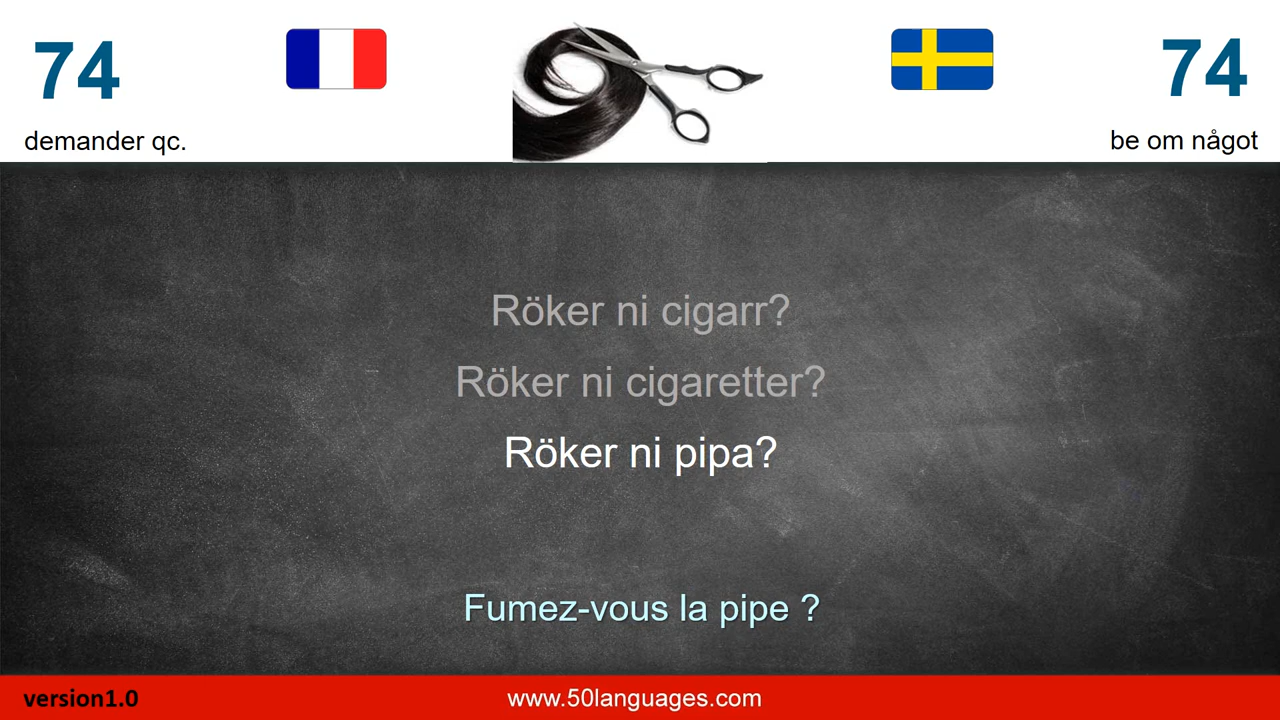 74
74
demander qc.
be om något
Röker ni cigarr?
Röker ni cigaretter?
Röker ni pipa?
Fumez-vous la pipe ?
version1.0
www.50languages.com